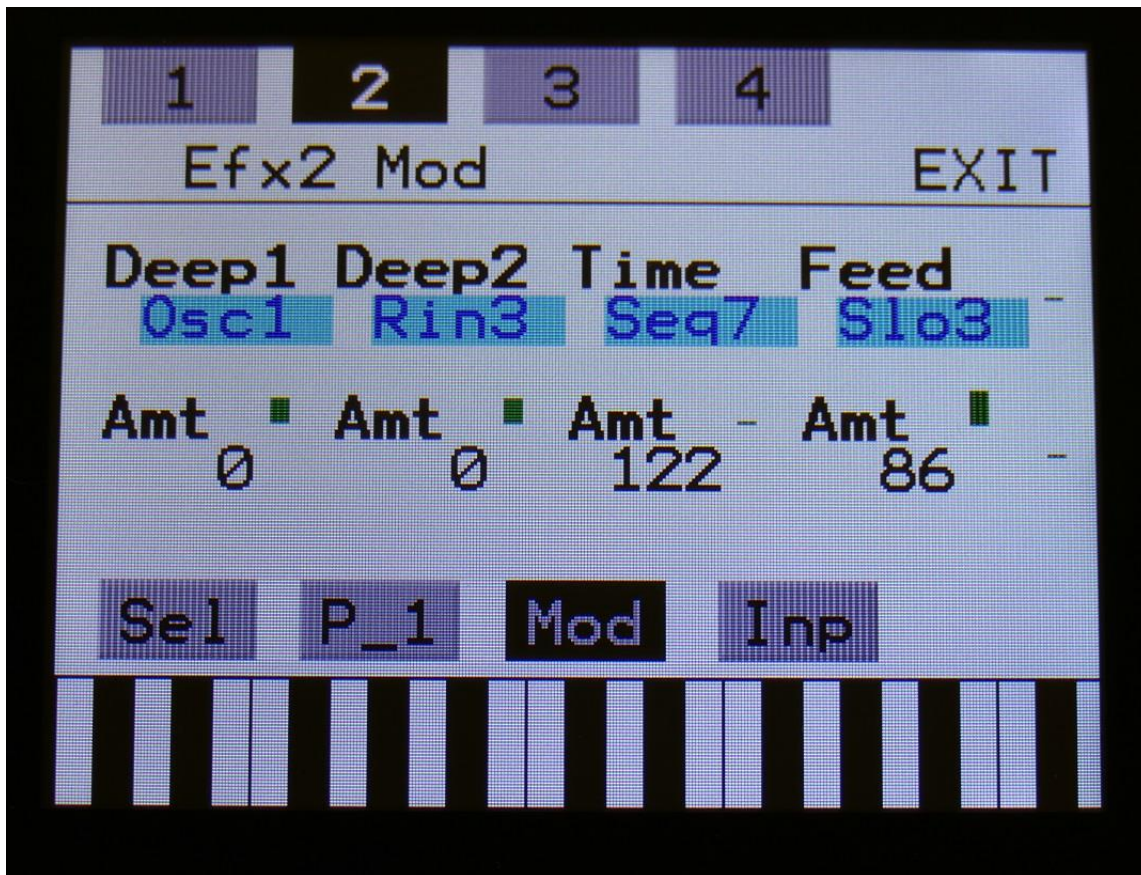 1 2 3 4
Efx2 Mod EXIT
Deep1 Deep2 Time Feed
Osc1 Rin3 Seq7 Slo3
Amt Amt Amt Amt
0 0 122 86
Sel P_1 Mod Inp